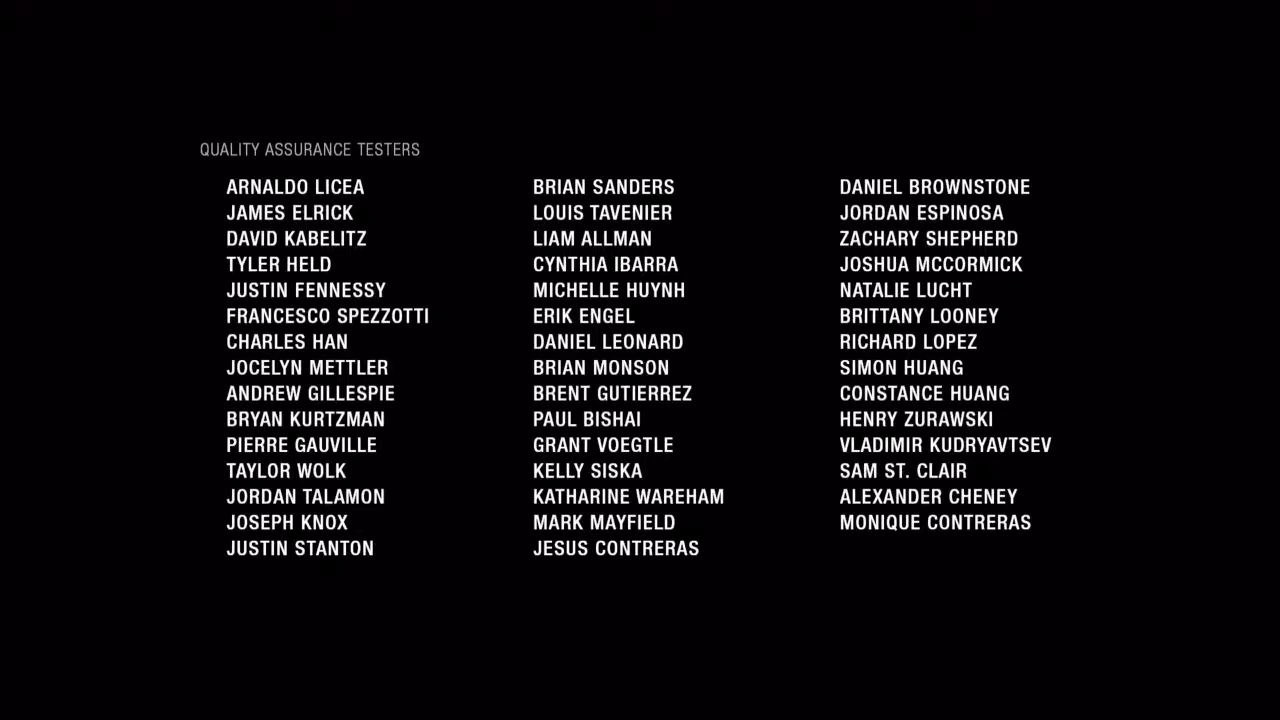 QUALITY ASSURANCE TESTERS
ARNALDO LICEA
JAMES ELRICK
DAVID KABELITZ
TYLER HELD
JUSTIN FENNESSY
FRANCESCO SPEZZOTTI
CHARLES HAN
JOCELYN METTLER
ANDREW GILLESPIE
BRYAN KURTZMAN
PIERRE GAUVILLE
TAYLOR WOLK
JORDAN TALAMON
JOSEPH KNOX
JUSTIN STANTON
BRIAN SANDERS
LOUIS TAVENIER
LIAM ALLMAN
CYNTHIA IBARRA
MICHELLE HUYNH
ERIK ENGEL
DANIEL LEONARD
BRIAN MONSON
BRENT GUTIERREZ
PAUL BISHAI
GRANT VOEGTLE
KELLY SISKA
KATHARINE WAREHAM
MARK MAYFIELD
JESUS CONTRERAS
DANIEL BROWNSTONE
JORDAN ESPINOSA
ZACHARY SHEPHERD
JOSHUA MCCORMICK
NATALIE LUCHT
BRITTANY LOONEY
RICHARD LOPEZ
SIMON HUANG
CONSTANCE HUANG
HENRY ZURAWSKI
VLADIMIR KUDRYAVTSEV
SAM ST. CLAIR
ALEXANDER CHENEY
MONIQUE CONTRERAS